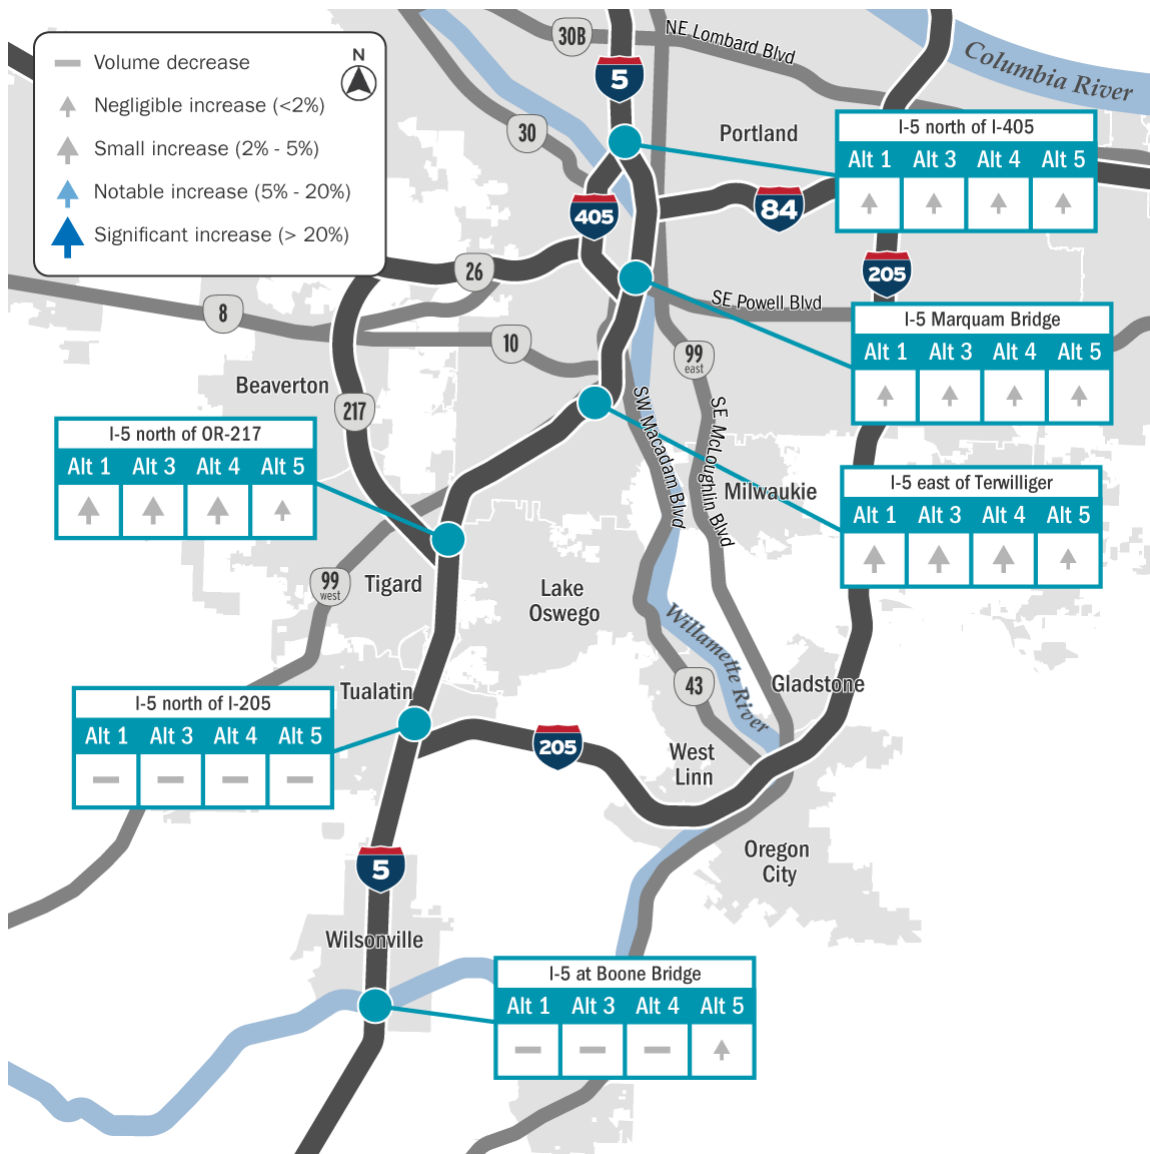 Volume decrease
Negligible increase (<2%)
Small increase (2% - 5%)
Notable increase (5% - 20%)
Significant increase (> 20%)
N
30B
NE Lombard Blvd
Columbia River
5
30
Portland
I-5 north of I-405
Alt 1 Alt 3 Alt 4 Alt 5
405
84
26
205
8
SE Powell Blvd
10
I-5 Marquam Bridge
Alt 1 Alt 3 Alt 4 Alt 5
99
east
Beaverton
217
SW Macadam Blvd
SE McLoughlin Blvd
I-5 north of OR-217
Alt 1 Alt 3 Alt 4 Alt 5
Milwaukie
I-5 east of Terwilliger
Alt 1 Alt 3 Alt 4 Alt 5
99
west
Tigard
Lake
Oswego
Willamette River
43
Gladstone
Tualatin
I-5 north of I-205
Alt 1 Alt 3 Alt 4 Alt 5
205
West
Linn
Oregon
City
5
Wilsonville
I-5 at Boone Bridge
Alt 1 Alt 3 Alt 4 Alt 5